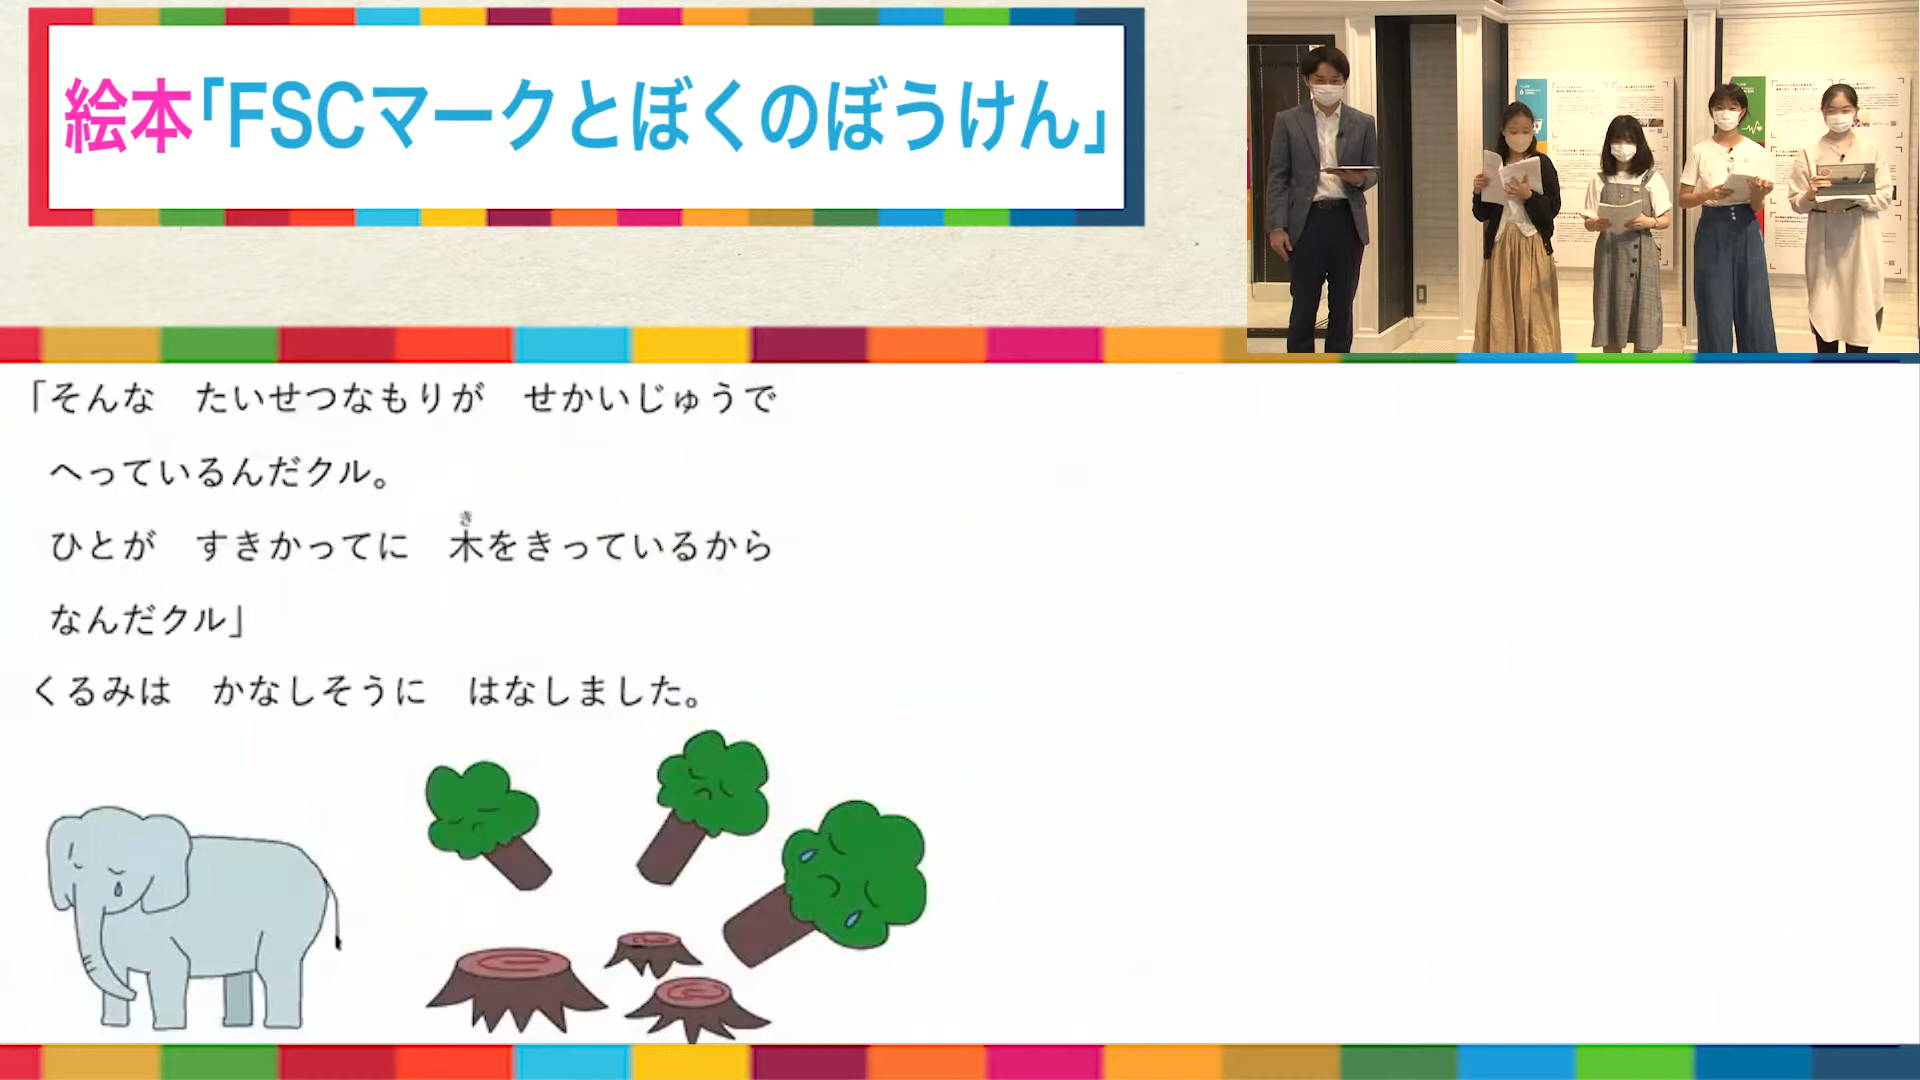 絵本「FSCマークとぼくのぼうけん」
「そんな　たいせつなもりが　せかいじゅうで
へっているんだクル。
ひとが　すきかってに　木をきっているから
き
なんだクル」
くるみは　かなしそうに　はなしました。
6